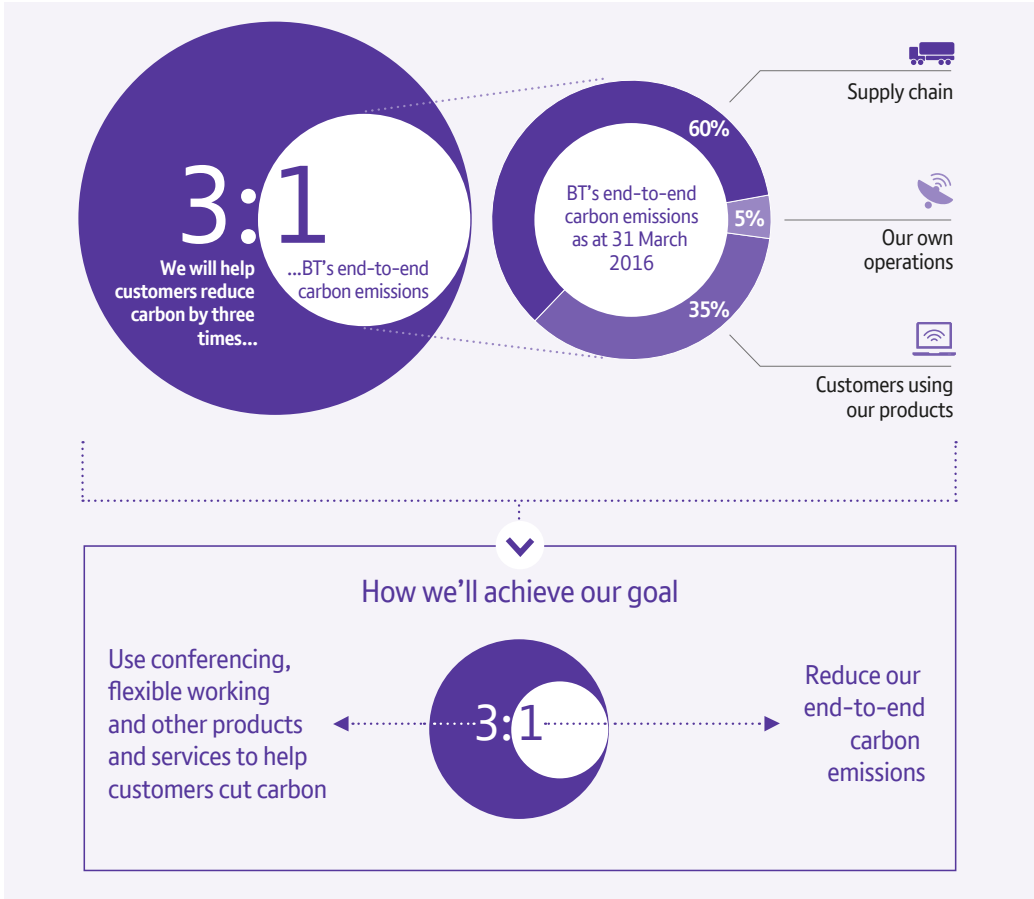 3:1
We will help
customers reduce
carbon by three
times...
...BT’s end-to-end
carbon emissions
BT’s end-to-end
carbon emissions
as at 31 March
2016
60%
5%
35%
Supply chain
Our own
operations
Customers using
our products
How we’ll achieve our goal
Use conferencing,
flexible working
and other products
and services to help
customers cut carbon
3:1
Reduce our
end-to-end
carbon
emissions